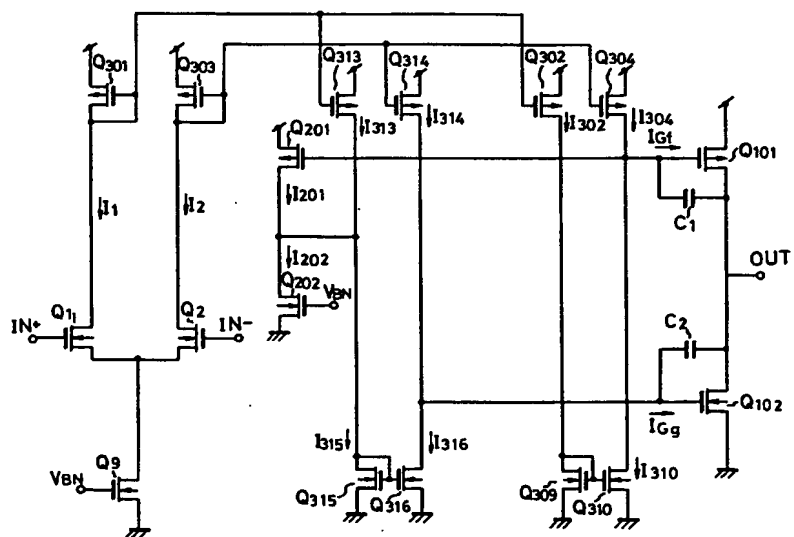 Q301
Q303
Q313
Q314
Q302
Q304
I313
I314
I302
I304
Q201
IGf
Q101
I1
I2
I201
C1
I202
OUT
Q202
VBN
IN+
Q1
Q2
IN-
C2
Q102
IGg
I315
I316
VBN
Q9
Q315
Q316
Q309
Q310
I310